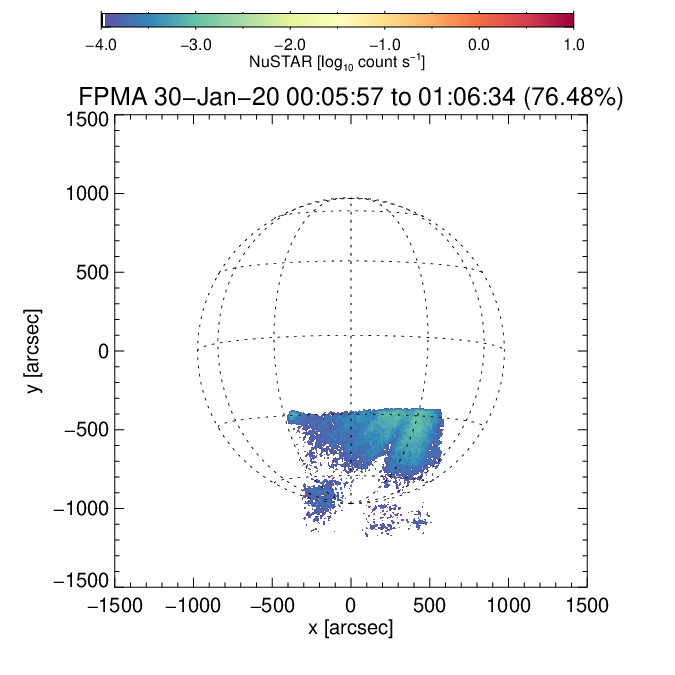 −4.0 −3.0 −2.0 −1.0 0.0 1.0
NuSTAR [log₁₀ count s⁻¹]
FPMA 30−Jan−20 00:05:57 to 01:06:34 (76.48%)
1500
1000
500
0
−500
−1000
−1500
y [arcsec]
−1500 −1000 −500 0 500 1000 1500
x [arcsec]